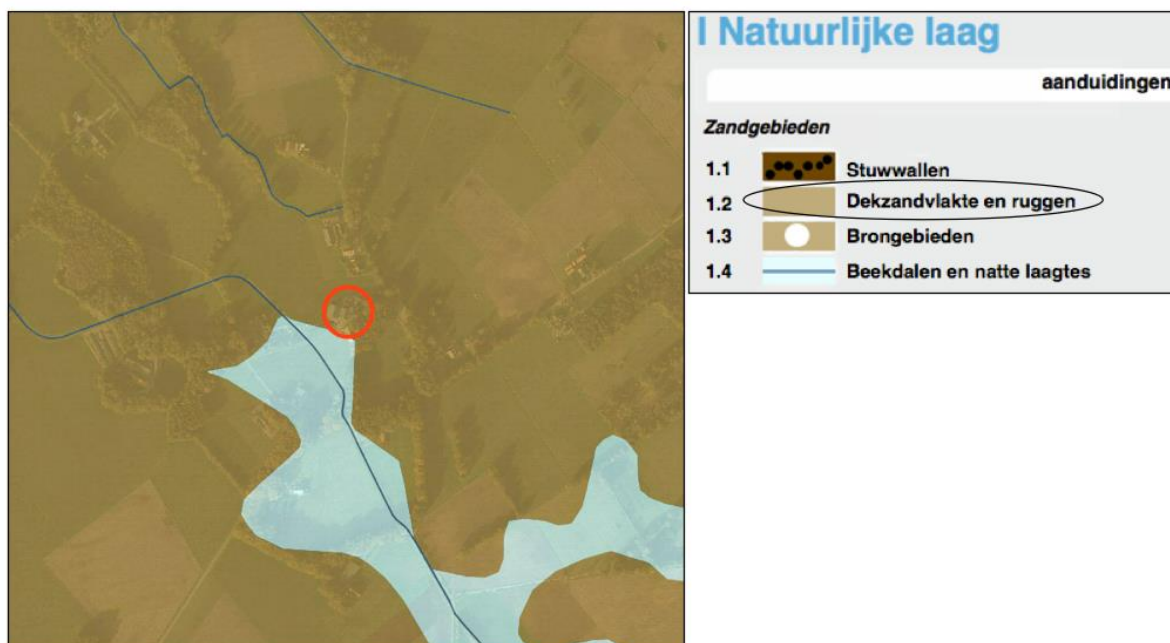 I Natuurlijke laag
aanduidingen
Zandgebieden
1.1 Stuwwallen
1.2 Dekzandvlakte en ruggen
1.3 Brongebieden
1.4 Beekdalen en natte laagtes